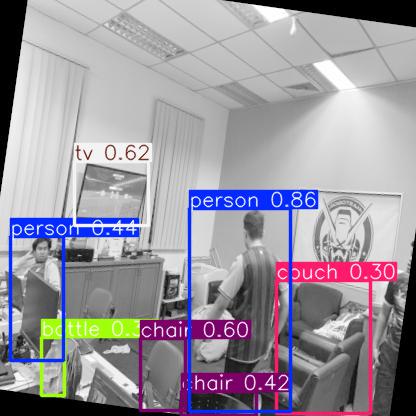 tv 0.62
person 0.86
person 0.44
couch 0.30
bottle 0.3
chair 0.60
chair 0.42